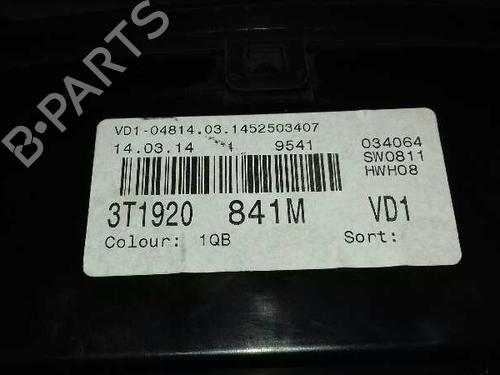 VD1-04814.03.1452503407
14.03.14 9541 034064
SW0811
HWH08
3T1920 841M VD1
Colour: 1QB Sort:
B-PARTS